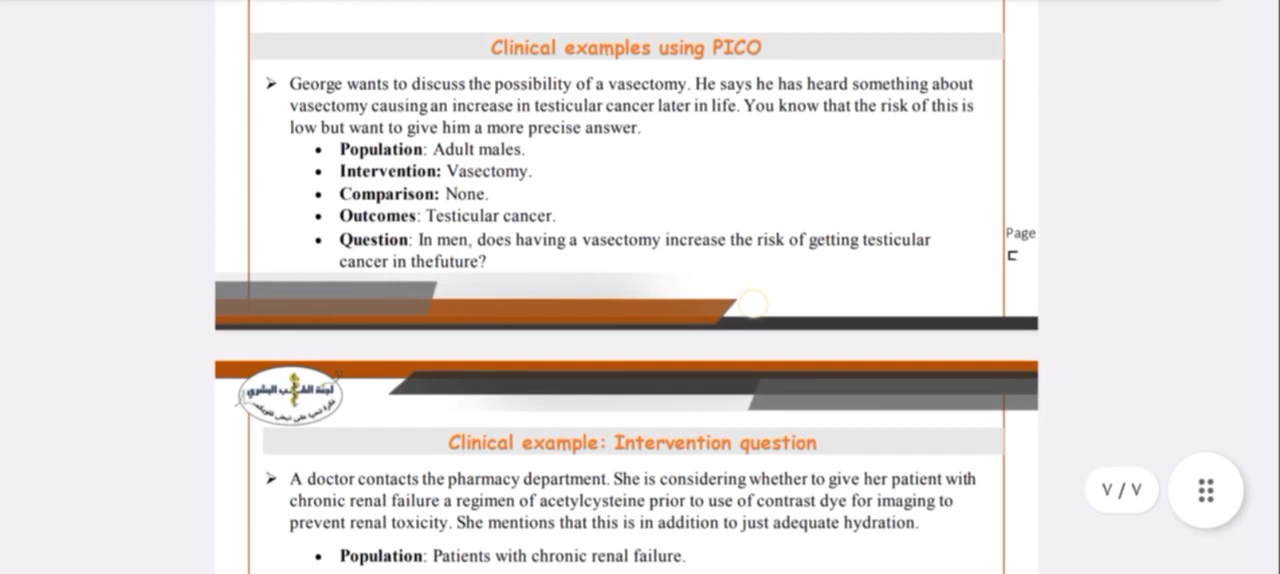 Clinical examples using PICO
➤ George wants to discuss the possibility of a vasectomy. He says he has heard something about
vasectomy causing an increase in testicular cancer later in life. You know that the risk of this is
low but want to give him a more precise answer.
• Population: Adult males.
• Intervention: Vasectomy.
• Comparison: None.
• Outcomes: Testicular cancer.
• Question: In men, does having a vasectomy increase the risk of getting testicular
cancer in thefuture?
Page
لجنة الطب البشري
Clinical example: Intervention question
➤ A doctor contacts the pharmacy department. She is considering whether to give her patient with
chronic renal failure a regimen of acetylcysteine prior to use of contrast dye for imaging to
prevent renal toxicity. She mentions that this is in addition to just adequate hydration.
• Population: Patients with chronic renal failure.
٧ / ٧